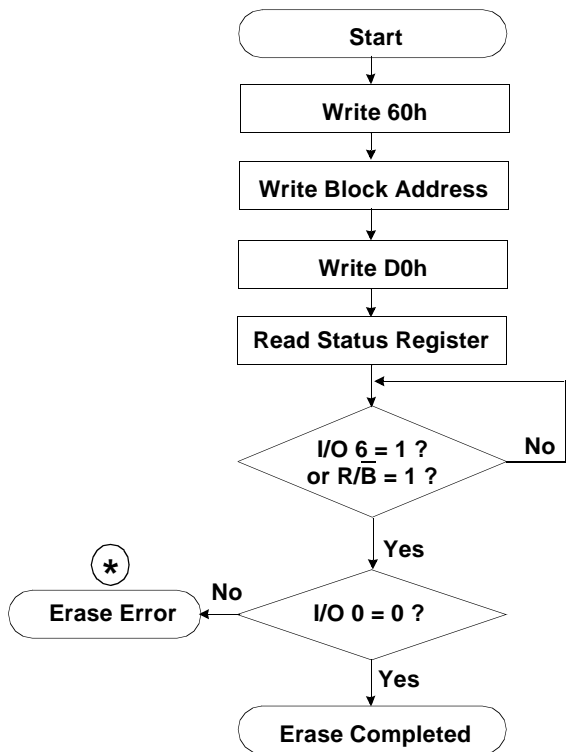 Start
Write 60h
Write Block Address
Write D0h
Read Status Register
I/O 6 = 1 ?
or R/B̅ = 1 ?
No
Yes
*
No
Erase Error
I/O 0 = 0 ?
Yes
Erase Completed